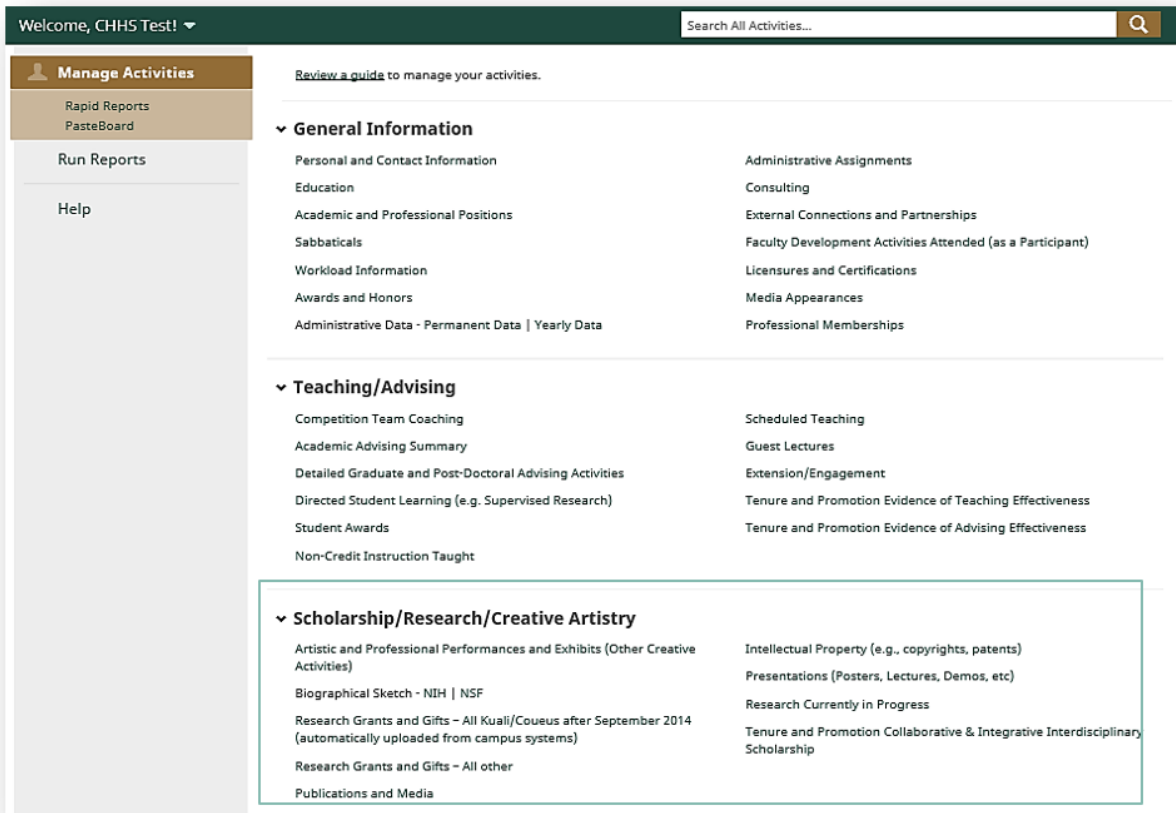 Welcome, CHHS Test!
Search All Activities...
Manage Activities
Rapid Reports
PasteBoard
Run Reports
Help
Review a guide to manage your activities.
General Information
Personal and Contact Information
Education
Academic and Professional Positions
Sabbaticals
Workload Information
Awards and Honors
Administrative Data - Permanent Data | Yearly Data
Administrative Assignments
Consulting
External Connections and Partnerships
Faculty Development Activities Attended (as a Participant)
Licensures and Certifications
Media Appearances
Professional Memberships
Teaching/Advising
Competition Team Coaching
Academic Advising Summary
Detailed Graduate and Post-Doctoral Advising Activities
Directed Student Learning (e.g. Supervised Research)
Student Awards
Non-Credit Instruction Taught
Scheduled Teaching
Guest Lectures
Extension/Engagement
Tenure and Promotion Evidence of Teaching Effectiveness
Tenure and Promotion Evidence of Advising Effectiveness
Scholarship/Research/Creative Artistry
Artistic and Professional Performances and Exhibits (Other Creative
Activities)
Biographical Sketch - NIH | NSF
Research Grants and Gifts – All Kuali/Coueus after September 2014
(automatically uploaded from campus systems)
Research Grants and Gifts – All other
Publications and Media
Intellectual Property (e.g., copyrights, patents)
Presentations (Posters, Lectures, Demos, etc)
Research Currently in Progress
Tenure and Promotion Collaborative & Integrative Interdisciplinary
Scholarship